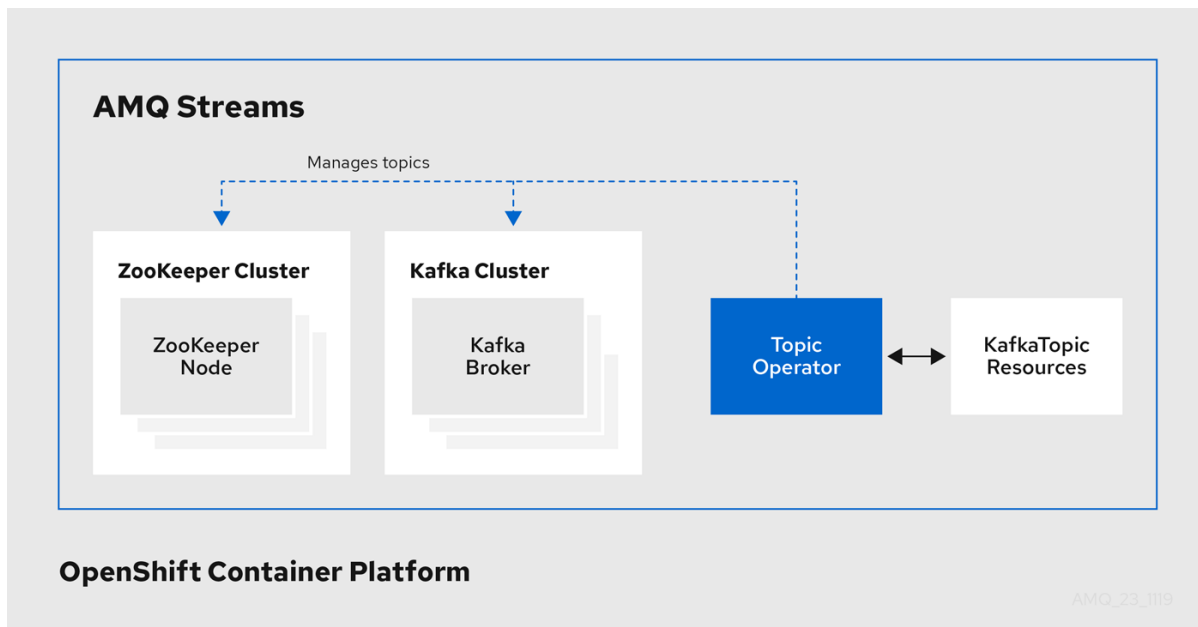 AMQ Streams
Manages topics
ZooKeeper Cluster
ZooKeeper
Node
Kafka Cluster
Kafka
Broker
Topic
Operator
KafkaTopic
Resources
OpenShift Container Platform
AMQ_23_1119